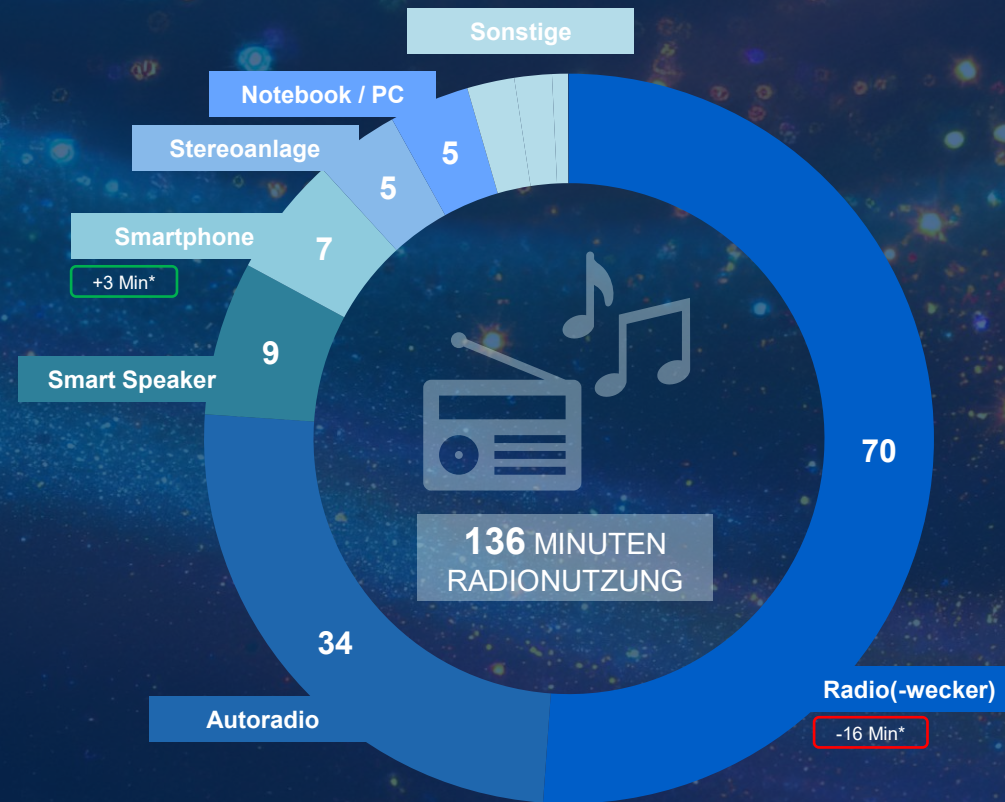 Sonstige
Notebook / PC
5
Stereoanlage
5
Smartphone
7
+3 Min*
Smart Speaker
9
70
136 MINUTEN
RADIONUTZUNG
34
Autoradio
Radio(-wecker)
-16 Min*